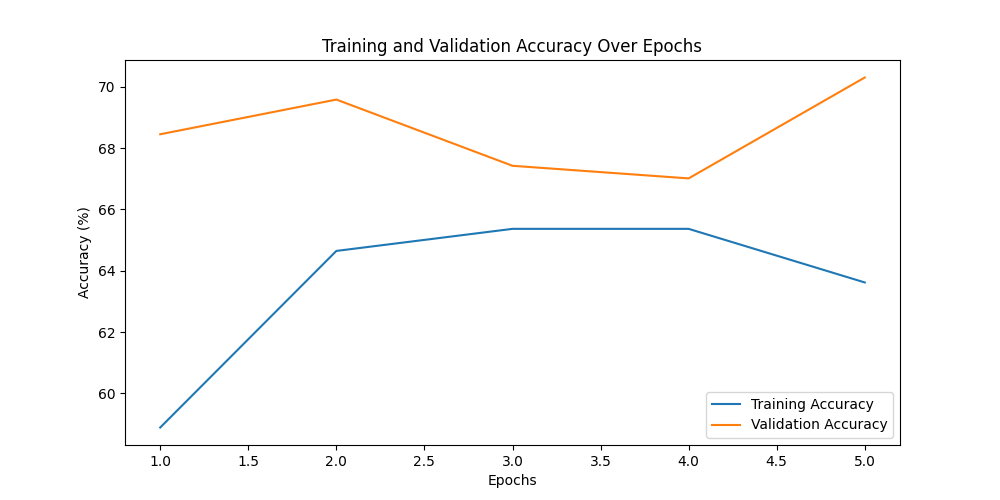 Training and Validation Accuracy Over Epochs
Accuracy (%)
70
68
66
64
62
60
1.0 1.5 2.0 2.5 3.0 3.5 4.0 4.5 5.0
Epochs
Training Accuracy
Validation Accuracy